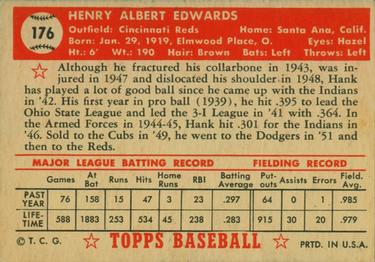 176
HENRY ALBERT EDWARDS
Outfield: Cincinnati Reds Home: Santa Ana, Calif.
Born: Jan. 29, 1919, Elmwood Place, O. Eyes: Hazel
Ht.: 6' Wt.: 190 Hair: Brown Bats: Left Throws: Left
Although he fractured his collarbone in 1943, was in-
jured in 1947 and dislocated his shoulder in 1948, Hank
has played a lot of good ball since he came up with the Indians
in '42. His first year in pro ball (1939), he hit .395 to lead the
Ohio State League and led the 3-I League in '41 with .364. In
the Armed Forces in 1944-45, Hank hit .301 for the Indians in
'46. Sold to the Cubs in '49, he went to the Dodgers in '51 and
then to the Reds.
MAJOR LEAGUE BATTING RECORD FIELDING RECORD
Games At Bat Runs Hits HR RBI Batting Average Put-outs Assists Errors Field. Av.
PAST YEAR 76 158 15 47 3 23 .297 64 2 1 .985
LIFE-TIME 588 1883 253 534 45 238 .283 915 30 20 .979
© T. C. G. TOPPS BASEBALL PRTD. IN U.S.A.